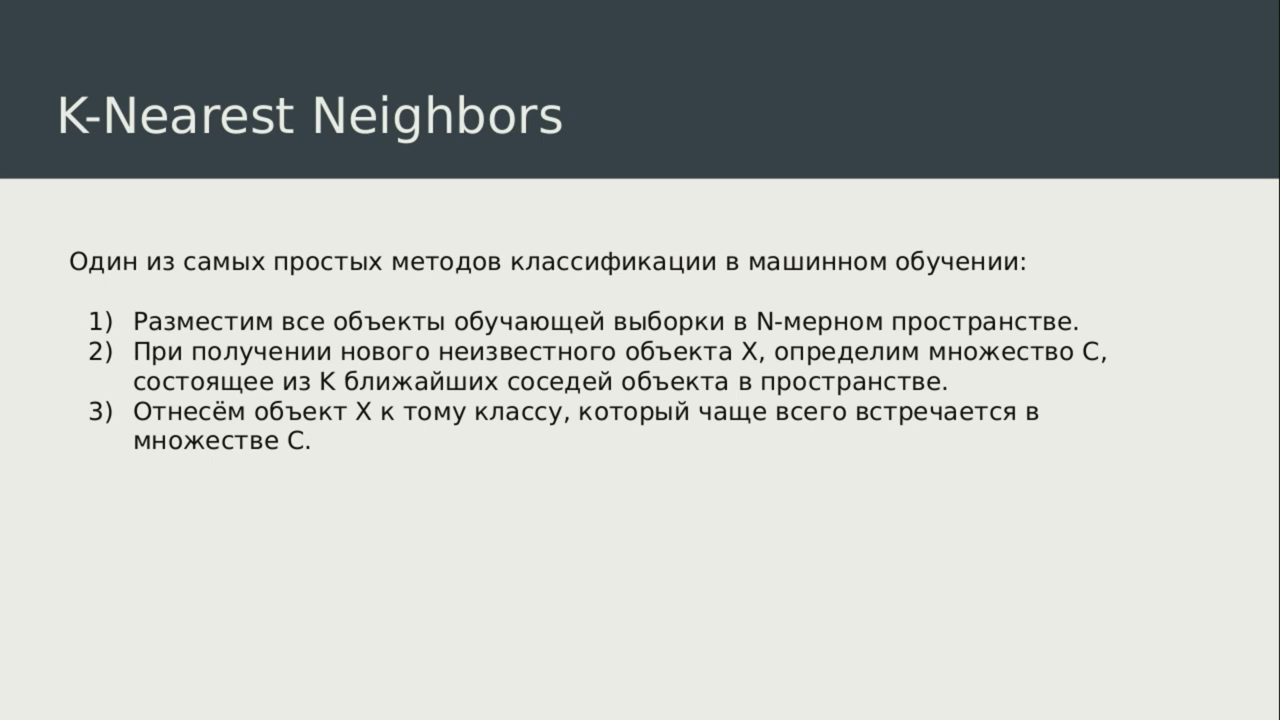 K-Nearest Neighbors
Один из самых простых методов классификации в машинном обучении:
1) Разместим все объекты обучающей выборки в N-мерном пространстве.
2) При получении нового неизвестного объекта X, определим множество C,
состоящее из K ближайших соседей объекта в пространстве.
3) Отнесём объект X к тому классу, который чаще всего встречается в
множестве C.